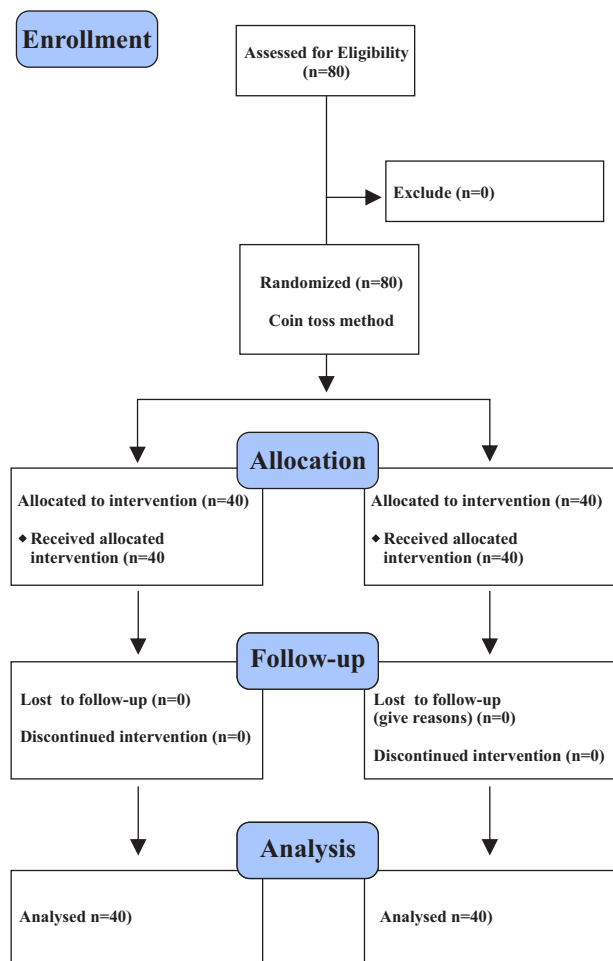 Enrollment
Assessed for Eligibility
(n=80)
Exclude (n=0)
Randomized (n=80)
Coin toss method
Allocation
Allocated to intervention (n=40)
◆ Received allocated
intervention (n=40
Allocated to intervention (n=40)
◆ Received allocated
intervention (n=40)
Follow-up
Lost to follow-up (n=0)
Discontinued intervention (n=0)
Lost to follow-up
(give reasons) (n=0)
Discontinued intervention (n=0)
Analysis
Analysed n=40)
Analysed n=40)